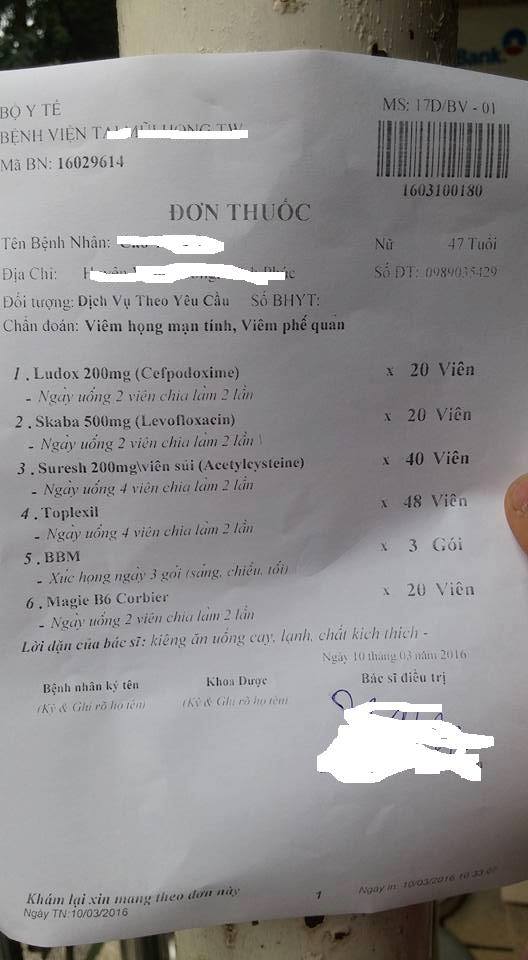 Bank
BỘ Y TẾ
MS: 17D/BV - 01
BỆNH VIỆN TAI MŨI HỌNG TW
Mã BN: 16029614
1603100180
ĐƠN THUỐC
Tên Bệnh Nhân:
Nữ 47 Tuổi
Địa Chỉ: Phúc
Số ĐT: 0989035429
Đối tượng: Dịch Vụ Theo Yêu Cầu Số BHYT:
Chẩn đoán: Viêm họng mạn tính, Viêm phế quản
1 . Ludox 200mg (Cefpodoxime) x 20 Viên
- Ngày uống 2 viên chia làm 2 lần
2 . Skaba 500mg (Levofloxacin) x 20 Viên
- Ngày uống 2 viên chia làm 2 lần \
3 . Suresh 200mg\viên sủi (Acetylcysteine) x 40 Viên
- Ngày uống 4 viên chia làm 2 lần
4 . Toplexil x 48 Viên
- Ngày uống 4 viên chia làm 2 lần
5 . BBM x 3 Gói
- Xúc họng ngày 3 gói (sáng, chiều, tối)
6 . Magie B6 Corbier x 20 Viên
- Ngày uống 2 viên chia làm 2 lần
Lời dặn của bác sĩ: kiêng ăn uống cay, lạnh, chất kích thích -
Ngày 10 tháng 03 năm 2016
Bệnh nhân ký tên Khoa Dược Bác sĩ điều trị
(Ký & Ghi rõ họ tên) (Ký & Ghi rõ họ tên)
Khám lại xin mang theo đơn này 1 Ngày in: 10/03/2016 10:33:07
Ngày TN:10/03/2016